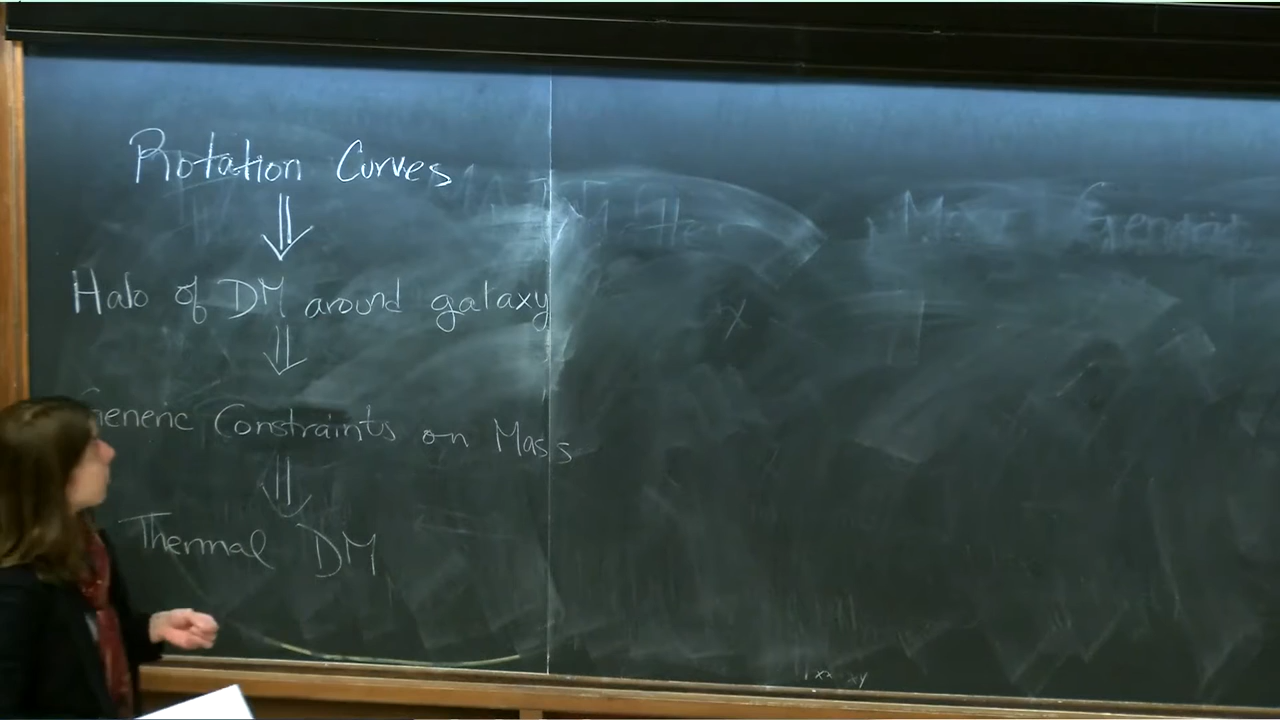 Rotation Curves
⇓
Halo of DM around galaxy
⇓
Generic Constraints on Mass
⇓
Thermal DM